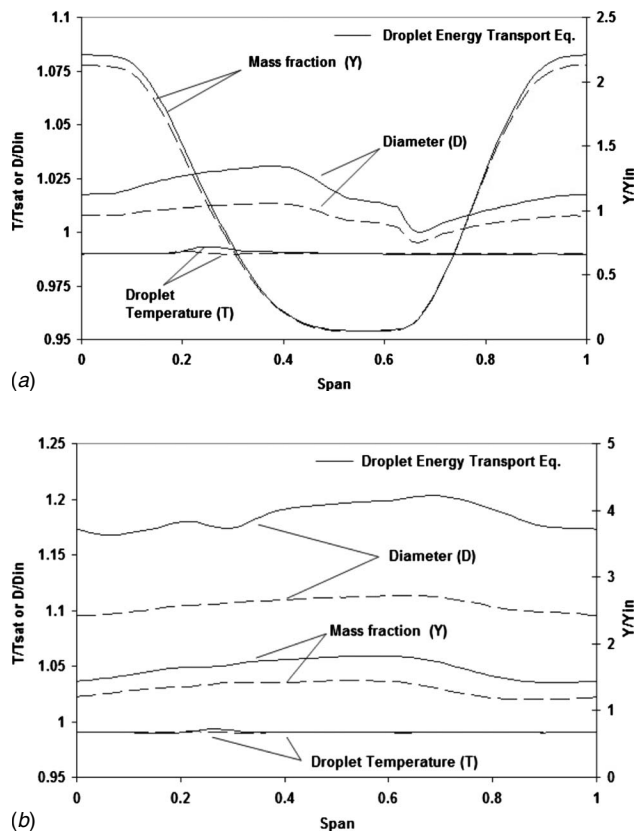 (a)
1.1
1.075
1.05
1.025
1
0.975
0.95
T/Tsat or D/Din
2.5
2
1.5
1
0.5
0
Y/Yin
Droplet Energy Transport Eq.
Mass fraction (Y)
Diameter (D)
Droplet
Temperature (T)
0 0.2 0.4 0.6 0.8 1
Span
(b)
1.25
1.2
1.15
1.1
1.05
1
0.95
T/Tsat or D/Din
5
4
3
2
1
0
Y/Yin
Droplet Energy Transport Eq.
Diameter (D)
Mass fraction (Y)
Droplet Temperature (T)
0 0.2 0.4 0.6 0.8 1
Span